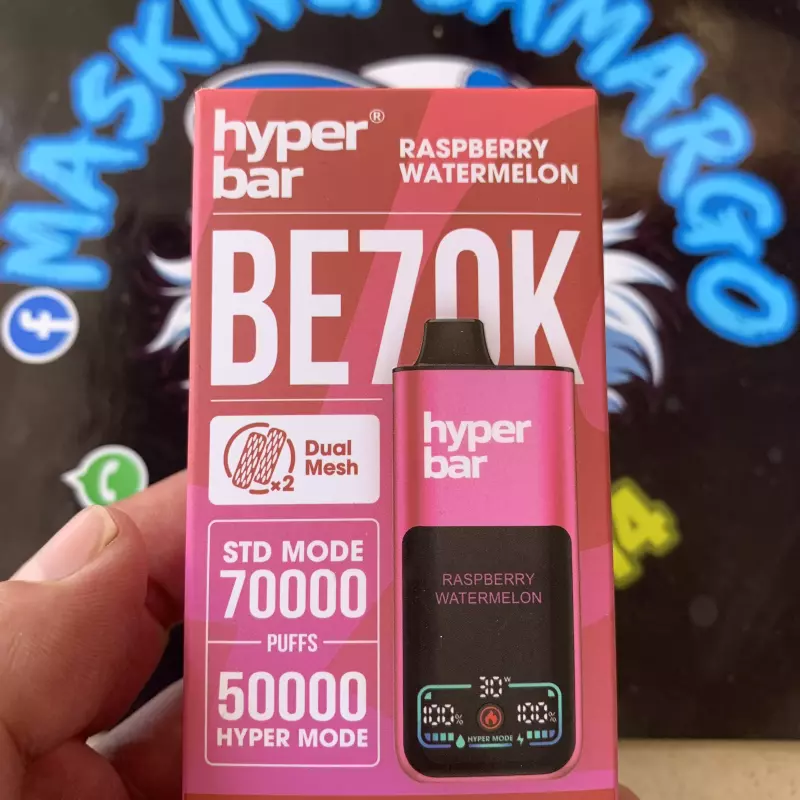 MASKING CAMARGO
hyper®
bar
RASPBERRY
WATERMELON
BE70K
Dual
Mesh
×2
STD MODE
70000
PUFFS
50000
HYPER MODE
hyper
bar
RASPBERRY
WATERMELON
30W
100%
100%
HYPER MODE